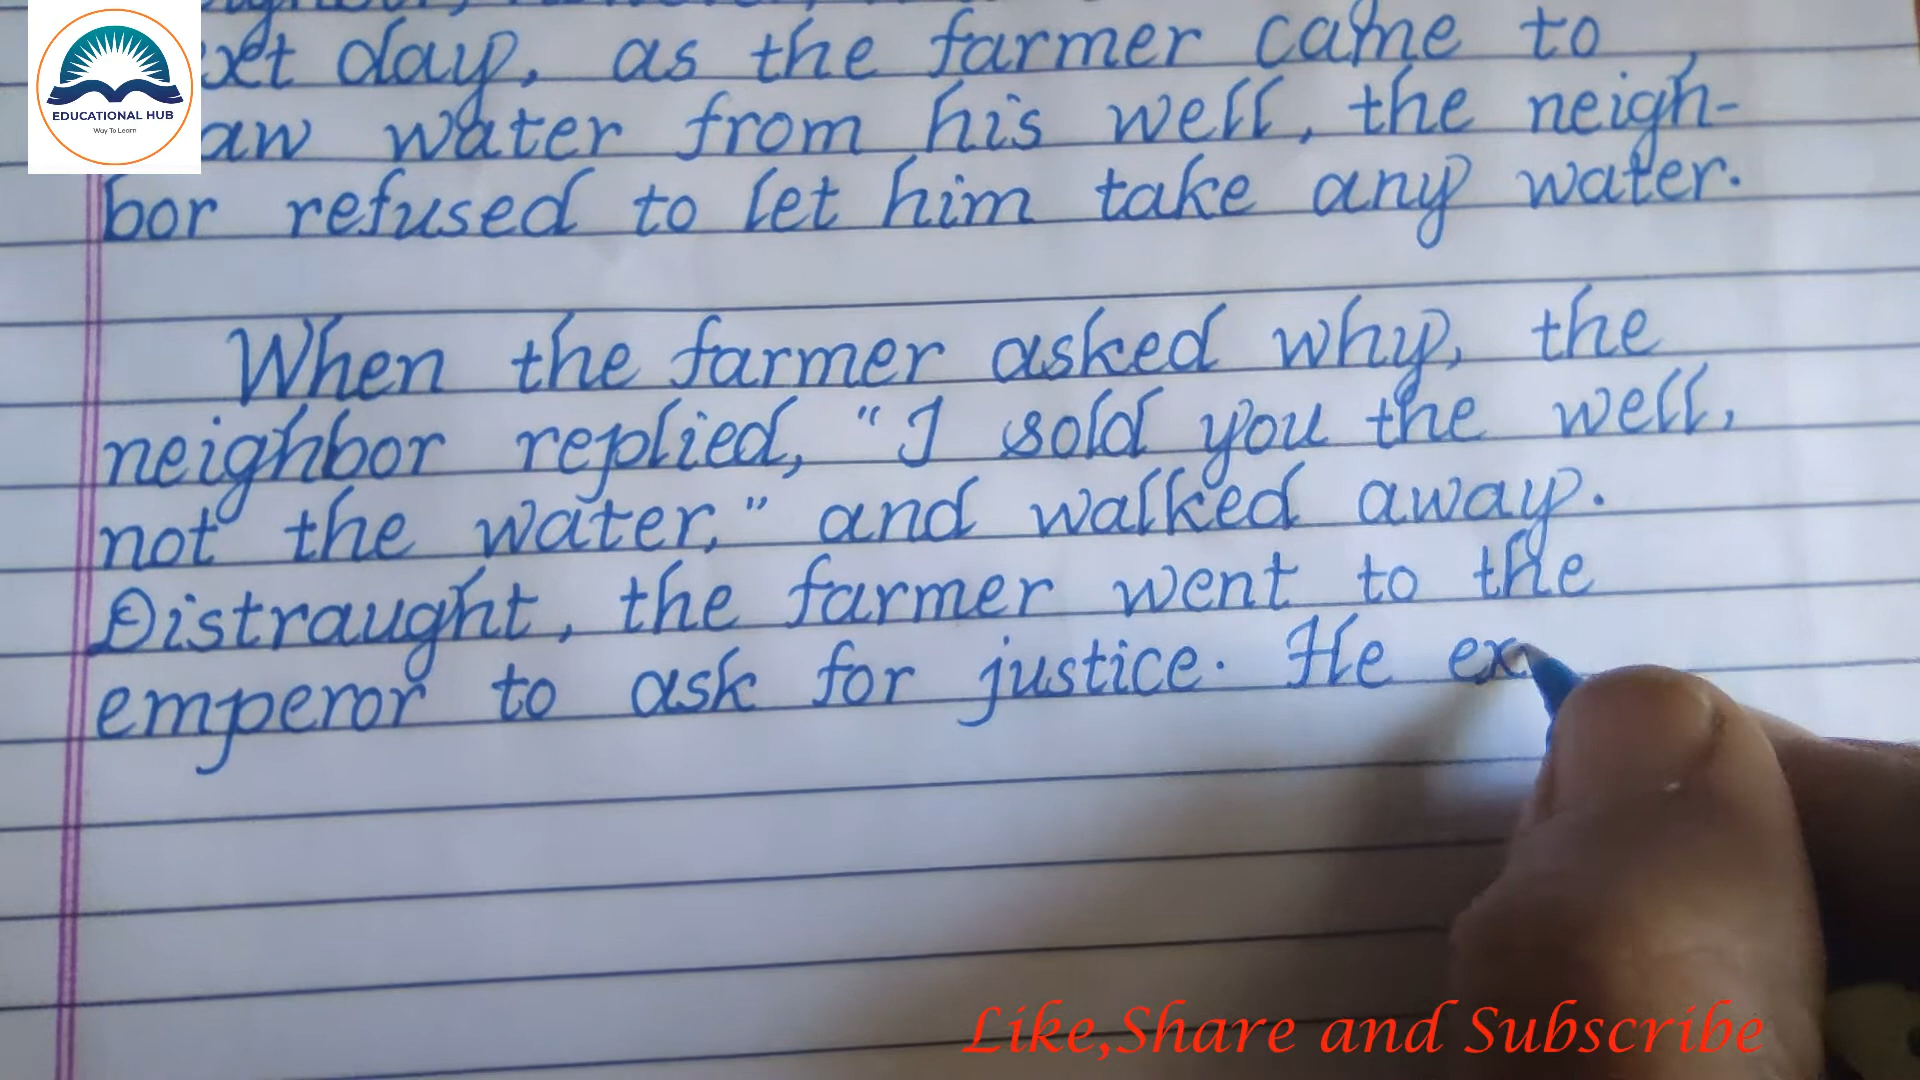 day, as the farmer came to
EDUCATIONAL HUB
Way To Learn
water from his well, the neigh-
bor refused to let him take any water.
When the farmer asked why, the
neighbor replied, "I sold you the well,
not the water," and walked away.
Distraught, the farmer went to the
emperor to ask for justice. He ex
Like,Share and Subscribe